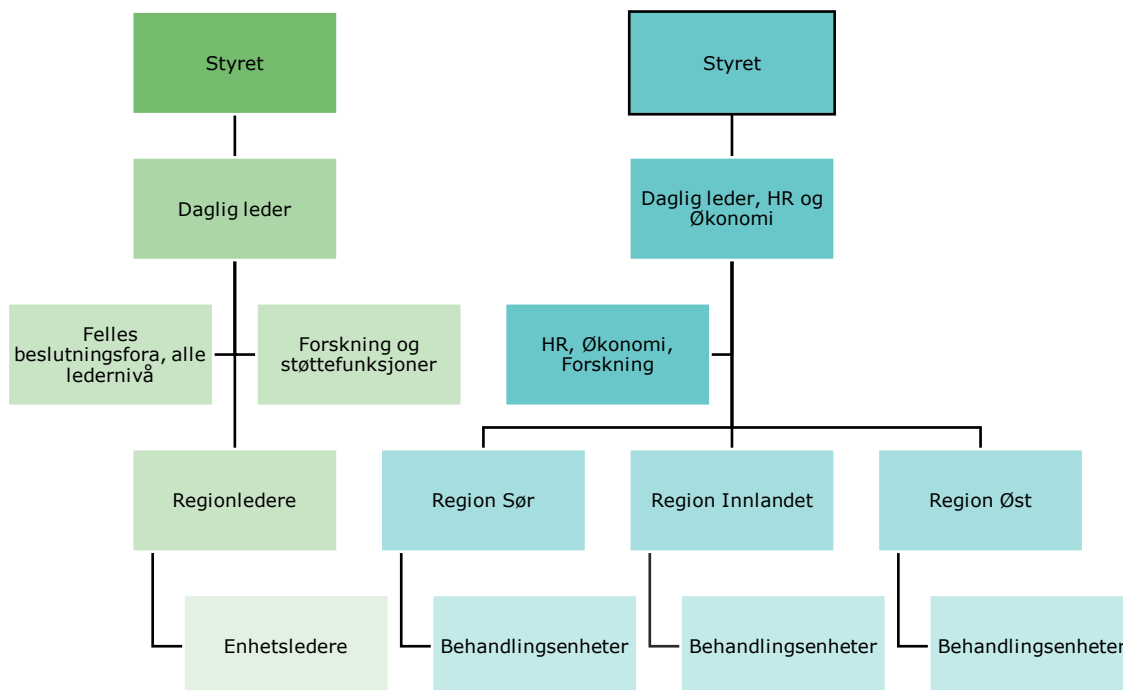 Styret
Daglig leder
Felles
beslutningsfora, alle
ledernivå
Forskning og
støttefunksjoner
Regionledere
Enhetsledere
Styret
Daglig leder, HR og
Økonomi
HR, Økonomi,
Forskning
Region Sør
Region Innlandet
Region Øst
Behandlingsenheter
Behandlingsenheter
Behandlingsenheter